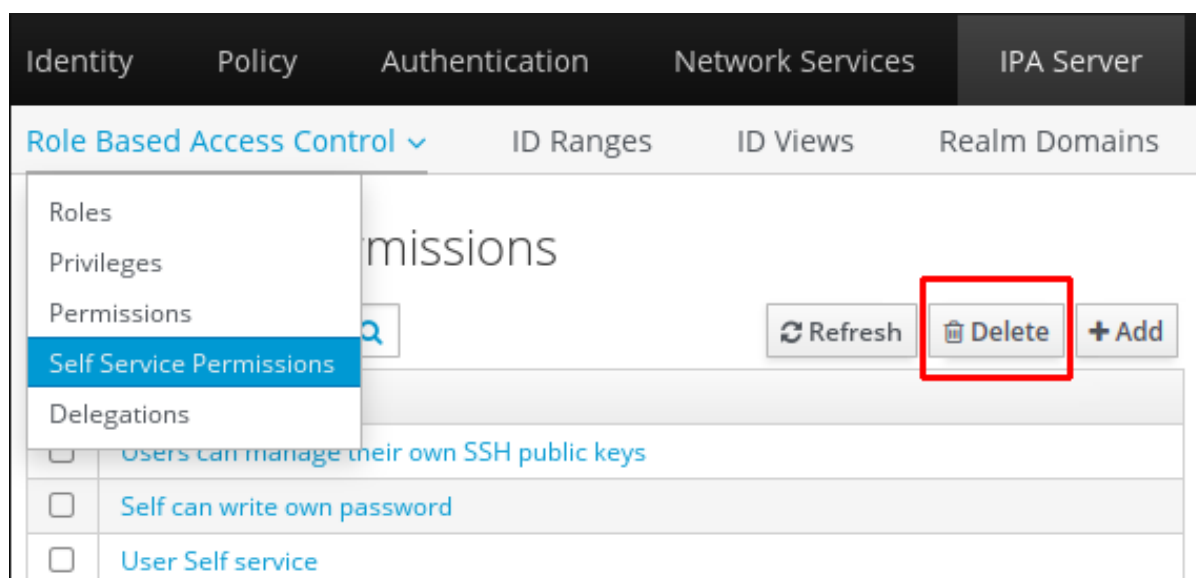 Identity Policy Authentication Network Services IPA Server
Role Based Access Control ID Ranges ID Views Realm Domains
Roles
Privileges
Permissions
Self Service Permissions
Delegations
missions
Refresh Delete Add
Users can manage their own SSH public keys
Self can write own password
User Self service